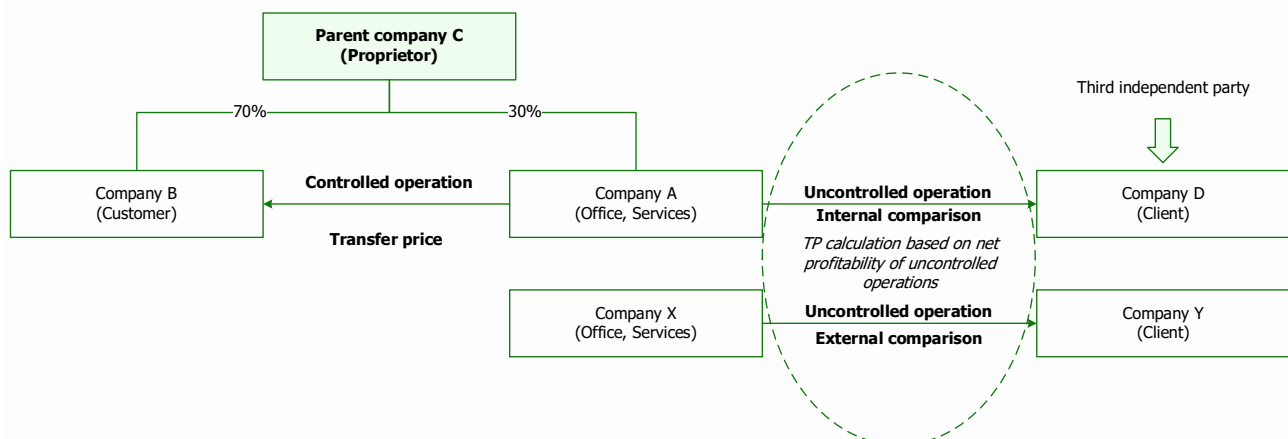 Parent company C
(Proprietor)
Third independent party
70%
30%
Company B
(Customer)
Controlled operation
Transfer price
Company A
(Office, Services)
Uncontrolled operation
Internal comparison
TP calculation based on net
profitability of uncontrolled
operations
Company D
(Client)
Company X
(Office, Services)
Uncontrolled operation
External comparison
Company Y
(Client)